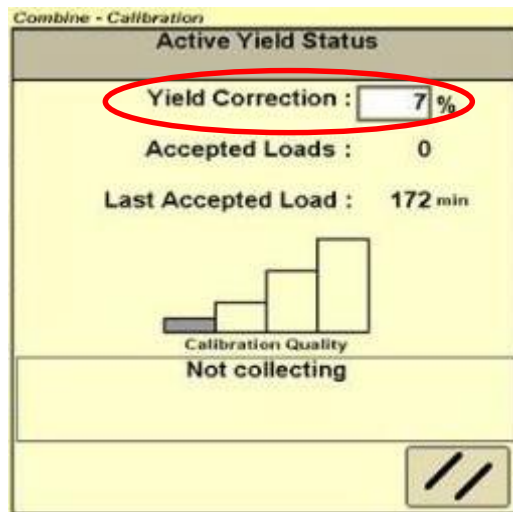 Combine - Calibration
Active Yield Status
Yield Correction : 7 %
Accepted Loads : 0
Last Accepted Load : 172 min
Calibration Quality
Not collecting